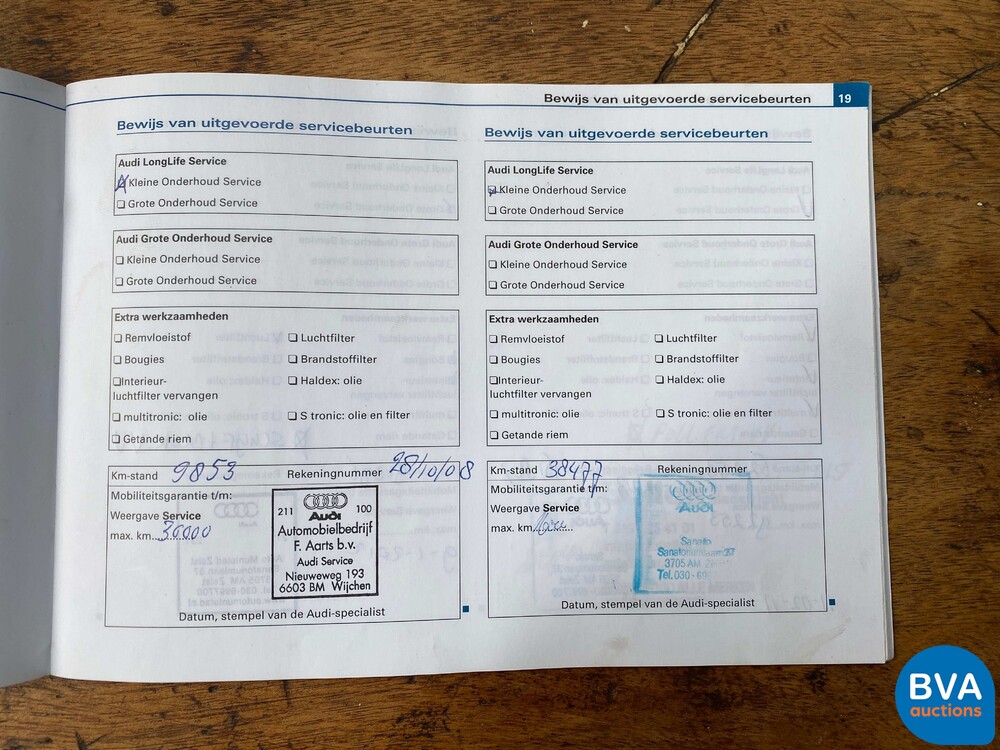 Bewijs van uitgevoerde servicebeurten 19
Bewijs van uitgevoerde servicebeurten
Audi LongLife Service
Kleine Onderhoud Service
Grote Onderhoud Service
Audi Grote Onderhoud Service
Kleine Onderhoud Service
Grote Onderhoud Service
Extra werkzaamheden
Remvloeistof Luchtfilter
Bougies Brandstoffilter
Interieur- Haldex: olie
luchtfilter vervangen
multitronic: olie S tronic: olie en filter
Getande riem
Km-stand 9853 Rekeningnummer 28/10/08
Mobiliteitsgarantie t/m:
Weergave Service
max. km. 30000
211 Audi 100
Automobielbedrijf
F. Aarts b.v.
Audi Service
Nieuweweg 193
6603 BM Wijchen
Datum, stempel van de Audi-specialist
Bewijs van uitgevoerde servicebeurten
Audi LongLife Service
Kleine Onderhoud Service
Grote Onderhoud Service
Audi Grote Onderhoud Service
Kleine Onderhoud Service
Grote Onderhoud Service
Extra werkzaamheden
Remvloeistof Luchtfilter
Bougies Brandstoffilter
Interieur- Haldex: olie
luchtfilter vervangen
multitronic: olie S tronic: olie en filter
Getande riem
Km-stand 38477 Rekeningnummer
Mobiliteitsgarantie t/m:
Weergave Service
max. km
Audi
3705 AM
Tel. 030 -
Datum, stempel van de Audi-specialist
BVA
auctions